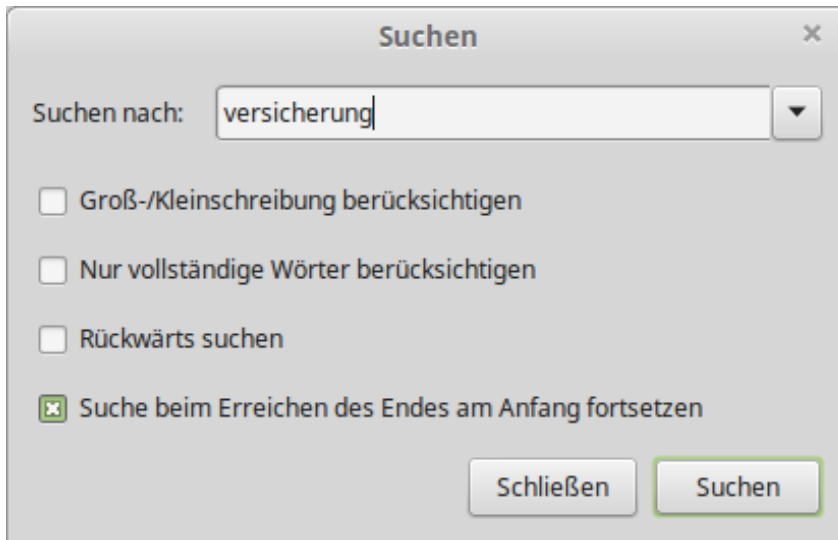 Suchen
Suchen nach: versicherung
Groß-/Kleinschreibung berücksichtigen
Nur vollständige Wörter berücksichtigen
Rückwärts suchen
Suche beim Erreichen des Endes am Anfang fortsetzen
Schließen Suchen